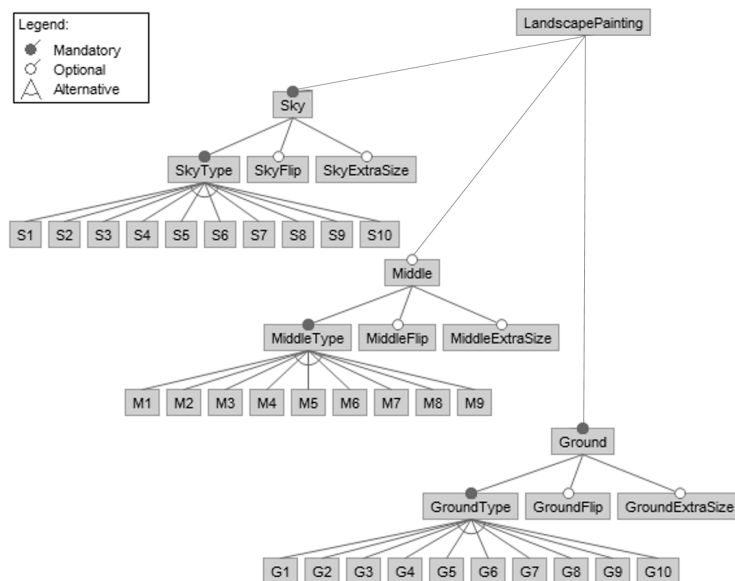 Legend:
Mandatory
Optional
Alternative
LandscapePainting
Sky
SkyType SkyFlip SkyExtraSize
S1 S2 S3 S4 S5 S6 S7 S8 S9 S10
Middle
MiddleType MiddleFlip MiddleExtraSize
M1 M2 M3 M4 M5 M6 M7 M8 M9
Ground
GroundType GroundFlip GroundExtraSize
G1 G2 G3 G4 G5 G6 G7 G8 G9 G10